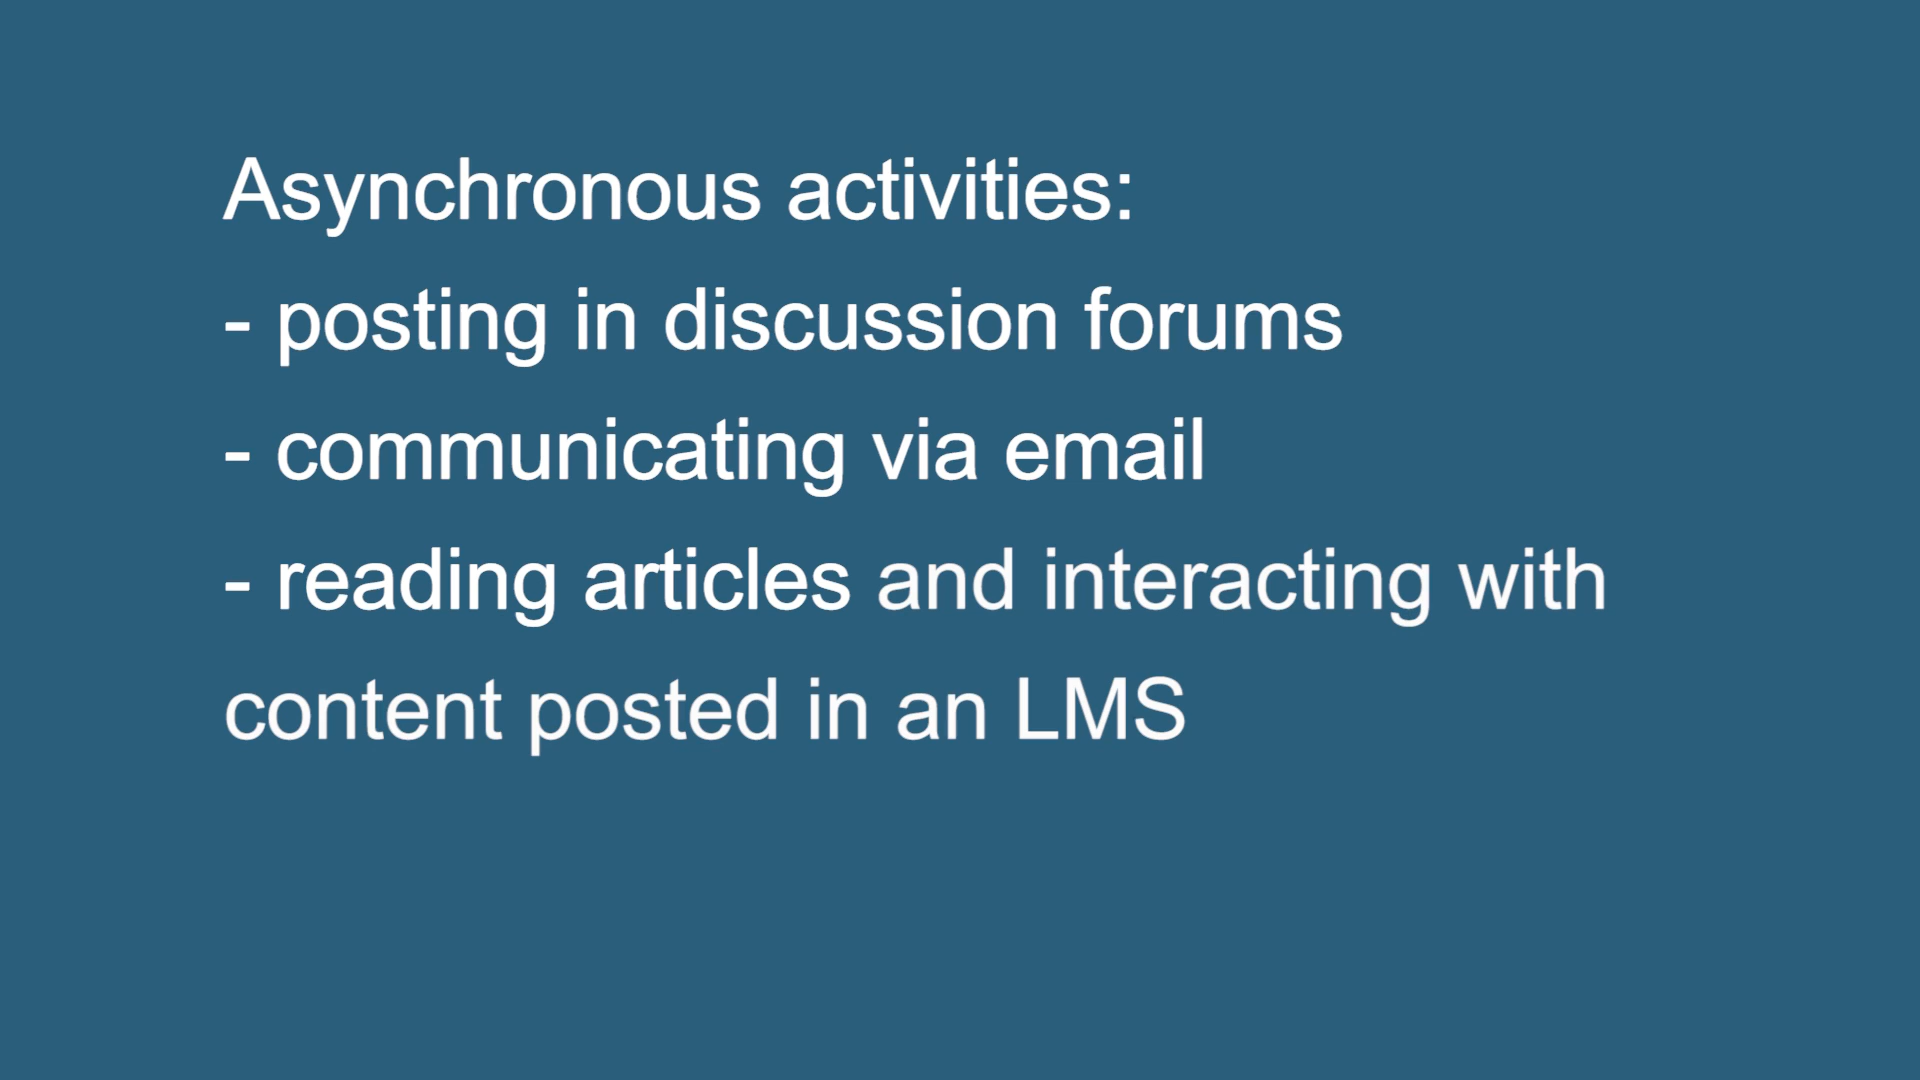 Asynchronous activities:
- posting in discussion forums
- communicating via email
- reading articles and interacting with
content posted in an LMS